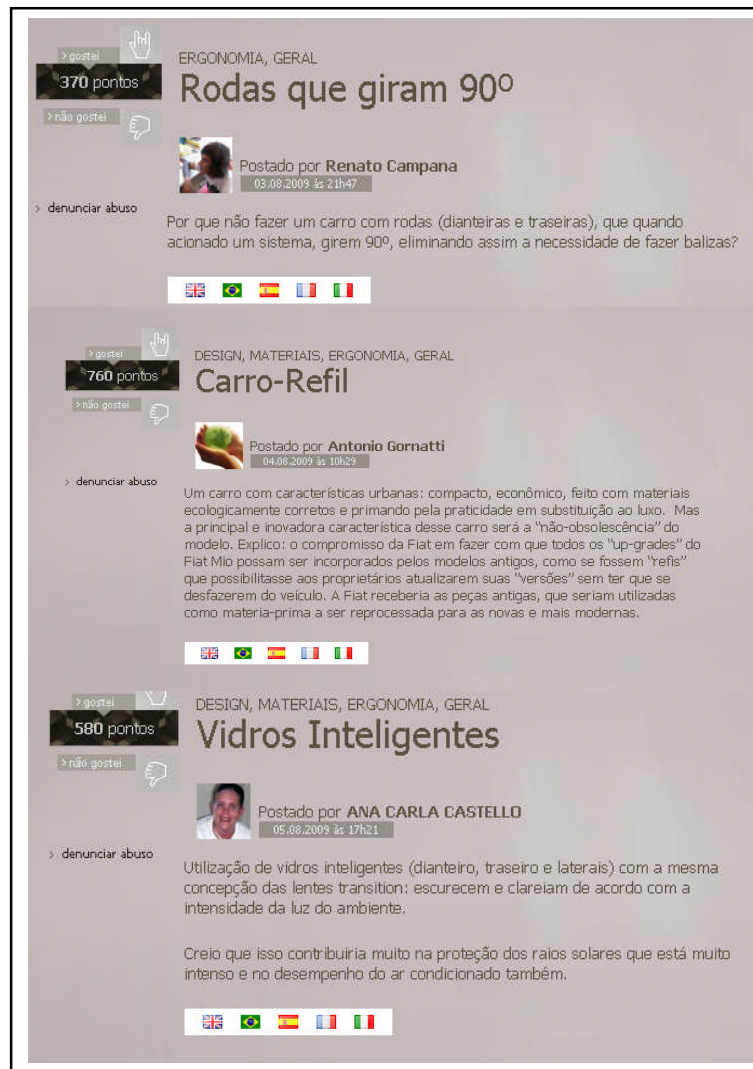 > gostei
370 pontos
> não gostei
> denunciar abuso
ERGONOMIA, GERAL
Rodas que giram 90º
Postado por Renato Campana
03.08.2009 às 21h47
Por que não fazer um carro com rodas (dianteiras e traseiras), que quando
acionado um sistema, girem 90º, eliminando assim a necessidade de fazer balizas?
> gostei
760 pontos
> não gostei
> denunciar abuso
DESIGN, MATERIAIS, ERGONOMIA, GERAL
Carro-Refil
Postado por Antonio Gornatti
04.08.2009 às 10h29
Um carro com características urbanas: compacto, econômico, feito com materiais
ecologicamente corretos e primando pela praticidade em substituição ao luxo. Mas
a principal e inovadora característica desse carro será a "não-obsolescência" do
modelo. Explico: o compromisso da Fiat em fazer com que todos os "up-grades" do
Fiat Mio possam ser incorporados pelos modelos antigos, como se fossem "refis"
que possibilitasse aos proprietários atualizarem suas "versões" sem ter que se
desfazerem do veículo. A Fiat receberia as peças antigas, que seriam utilizadas
como materia-prima a ser reprocessada para as novas e mais modernas.
> gostei
580 pontos
> não gostei
> denunciar abuso
DESIGN, MATERIAIS, ERGONOMIA, GERAL
Vidros Inteligentes
Postado por ANA CARLA CASTELLO
05.08.2009 às 17h21
Utilização de vidros inteligentes (dianteiro, traseiro e laterais) com a mesma
concepção das lentes transition: escurecem e clareiam de acordo com a
intensidade da luz do ambiente.
Creio que isso contribuiria muito na proteção dos raios solares que está muito
intenso e no desempenho do ar condicionado também.